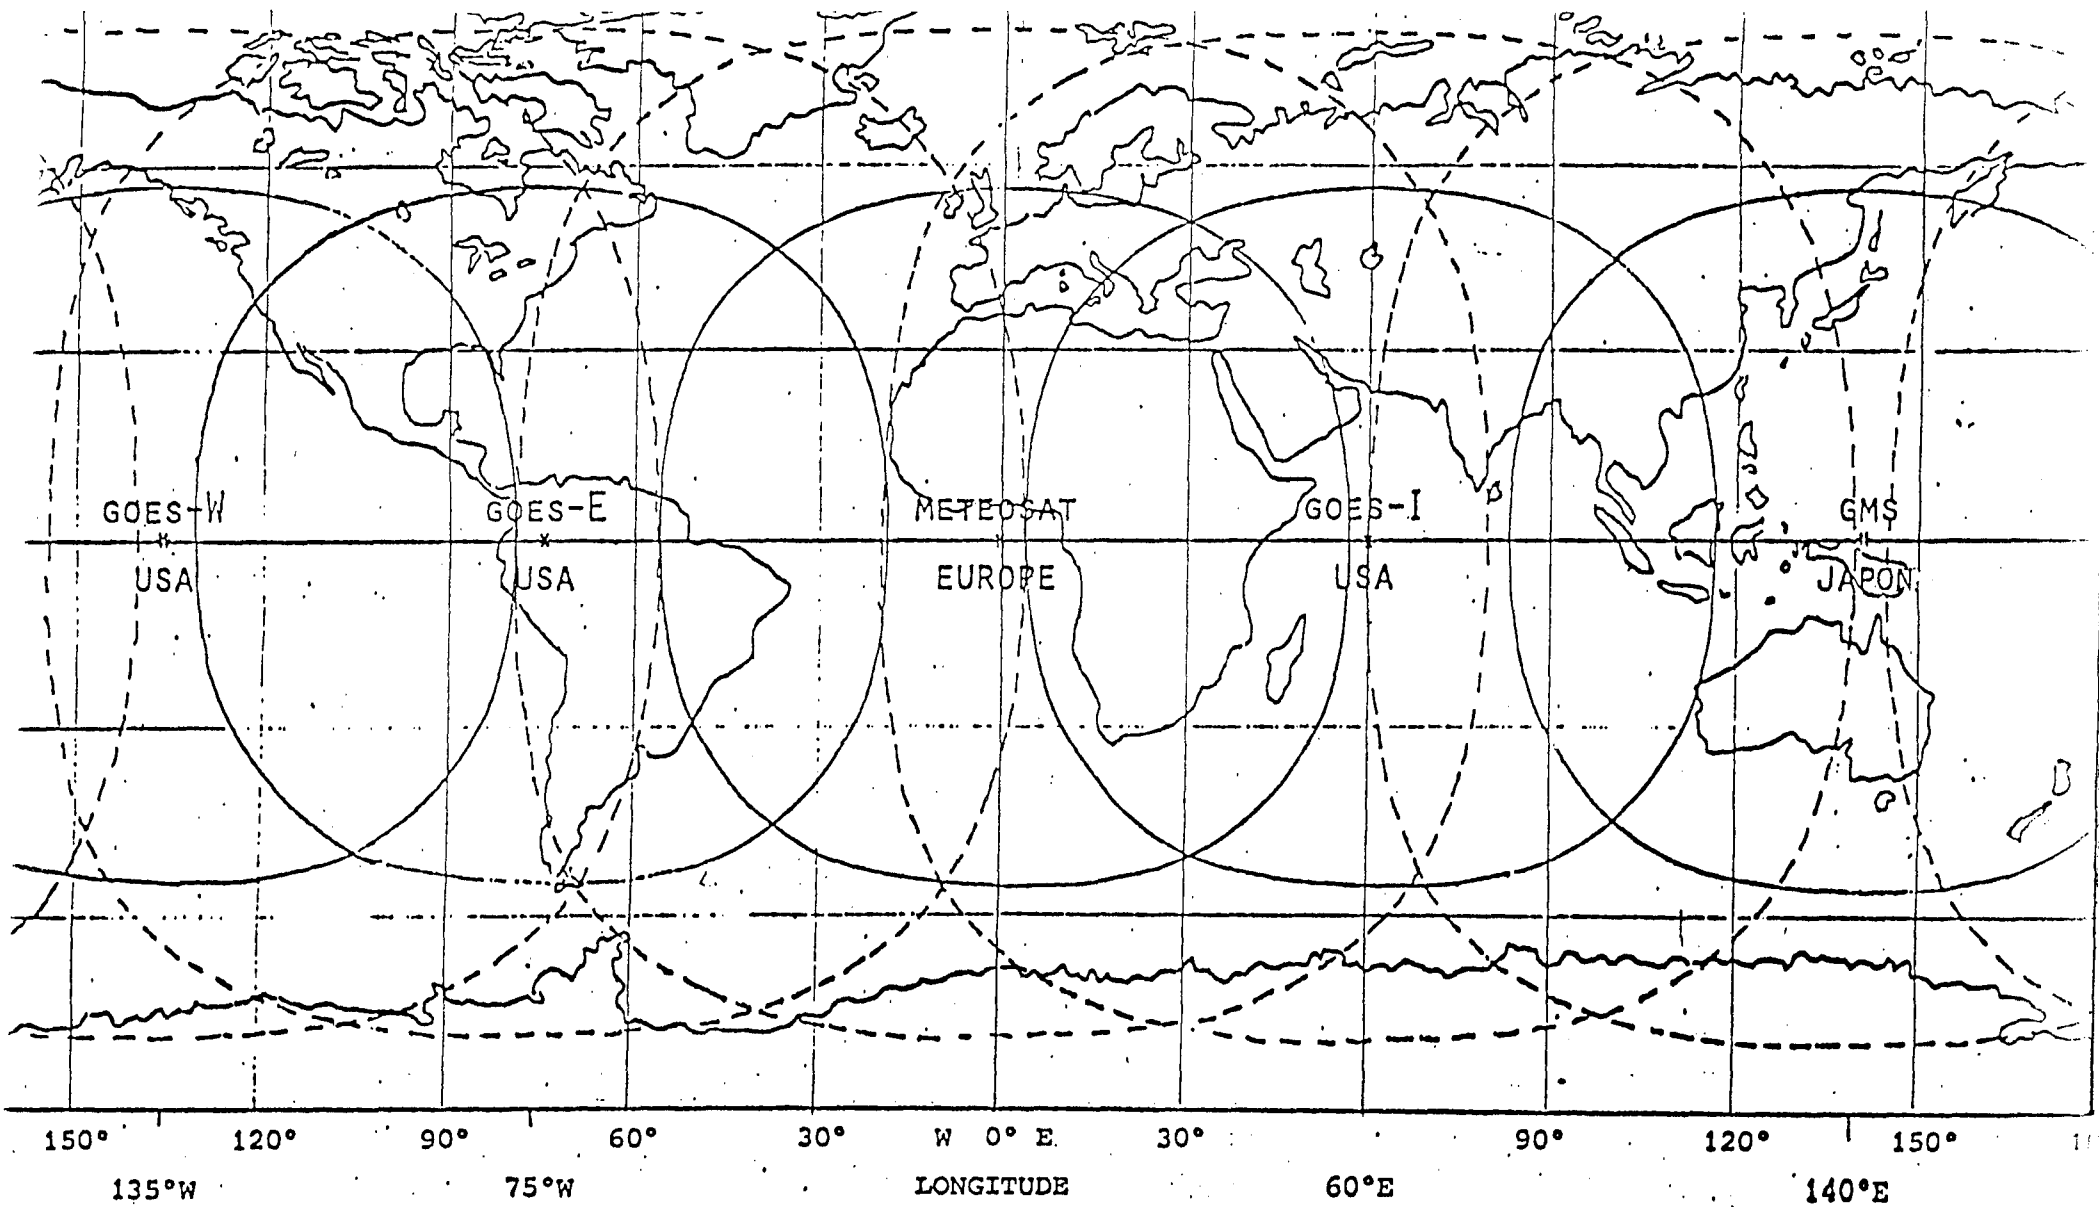 GOES-W GOES-E METEOSAT GOES-I GMS
USA USA EUROPE USA JAPON
150° 120° 90° 60° 30° W 0° E 30° 90° 120° 150°
135°W 75°W LONGITUDE 60°E 140°E